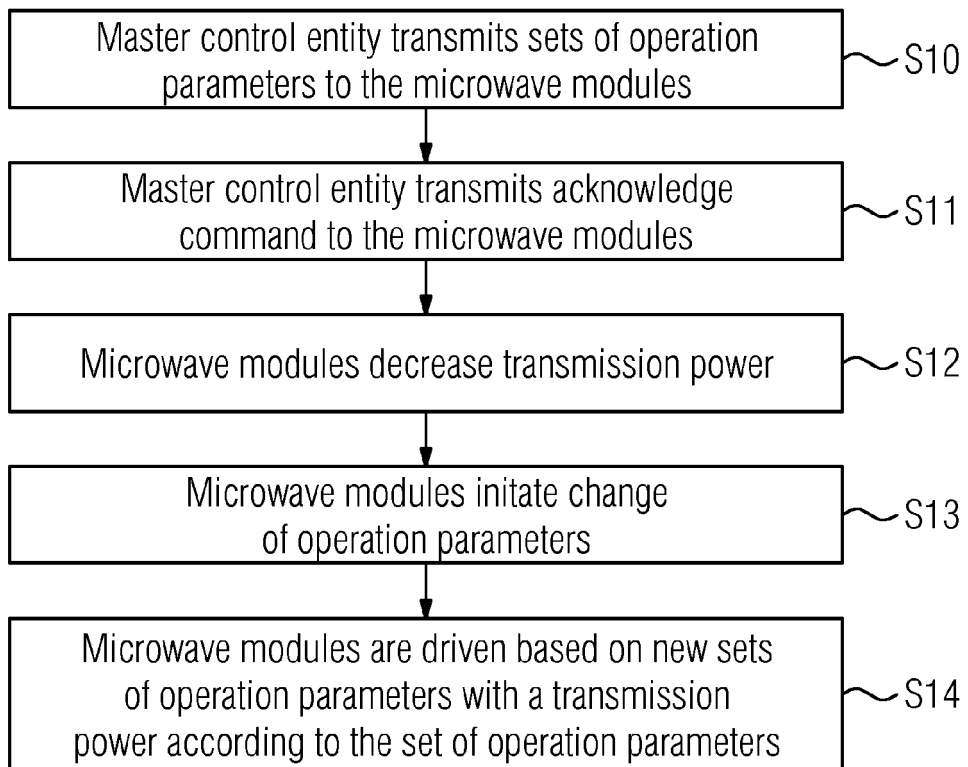 Master control entity transmits sets of operation
parameters to the microwave modules
S10
Master control entity transmits acknowledge
command to the microwave modules
S11
Microwave modules decrease transmission power
S12
Microwave modules initate change
of operation parameters
S13
Microwave modules are driven based on new sets
of operation parameters with a transmission
power according to the set of operation parameters
S14